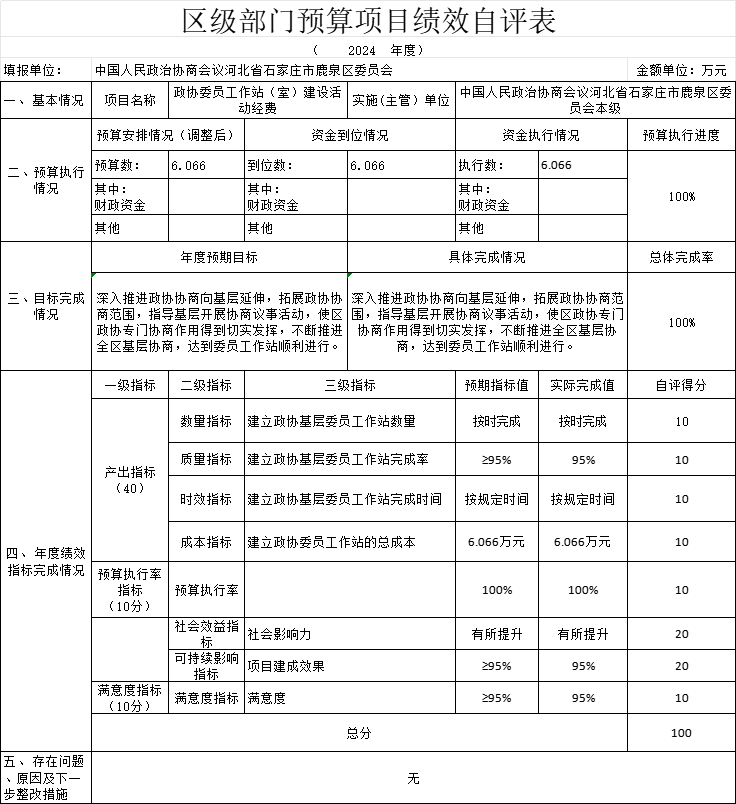 区级部门预算项目绩效自评表
（ 2024 年度）
填报单位： 中国人民政治协商会议河北省石家庄市鹿泉区委员会 金额单位：万元
一、基本情况 项目名称 政协委员工作站（室）建设活动经费 实施(主管）单位 中国人民政治协商会议河北省石家庄市鹿泉区委员会本级
二、预算执行情况 预算安排情况（调整后） 资金到位情况 资金执行情况 预算执行进度
预算数： 6.066 到位数： 6.066 执行数： 6.066 100%
其中：财政资金 其中：财政资金 其中：财政资金
其他 其他 其他
三、目标完成情况 年度预期目标 具体完成情况 总体完成率
深入推进政协协商向基层延伸，拓展政协协商范围，指导基层开展协商议事活动，使区政协专门协商作用得到切实发挥，不断推进全区基层协商，达到委员工作站顺利进行。 深入推进政协协商向基层延伸，拓展政协协商范围，指导基层开展协商议事活动，使区政协专门协商作用得到切实发挥，不断推进全区基层协商，达到委员工作站顺利进行。 100%
四、年度绩效指标完成情况 一级指标 二级指标 三级指标 预期指标值 实际完成值 自评得分
产出指标（40） 数量指标 建立政协基层委员工作站数量 按时完成 按时完成 10
质量指标 建立政协基层委员工作站完成率 ≥95% 95% 10
时效指标 建立政协基层委员工作站完成时间 按规定时间 按规定时间 10
成本指标 建立政协委员工作站的总成本 6.066万元 6.066万元 10
预算执行率指标（10分） 预算执行率 100% 100% 10
社会效益指标 社会影响力 有所提升 有所提升 20
可持续影响指标 项目建成效果 ≥95% 95% 20
满意度指标（10分） 满意度指标 满意度 ≥95% 95% 10
总分 100
五、存在问题、原因及下一步整改措施 无